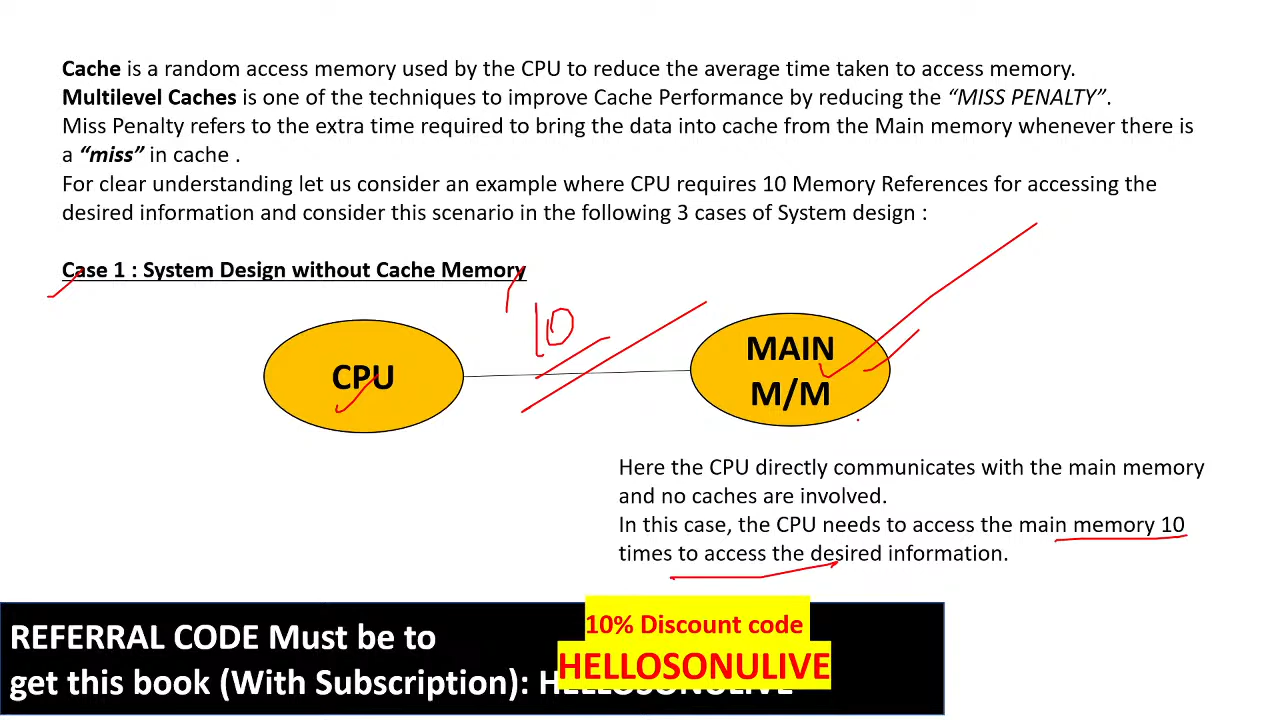 Cache is a random access memory used by the CPU to reduce the average time taken to access memory.
Multilevel Caches is one of the techniques to improve Cache Performance by reducing the “MISS PENALTY”.
Miss Penalty refers to the extra time required to bring the data into cache from the Main memory whenever there is
a “miss” in cache .
For clear understanding let us consider an example where CPU requires 10 Memory References for accessing the
desired information and consider this scenario in the following 3 cases of System design :
Case 1 : System Design without Cache Memory
10
CPU
MAIN
M/M
Here the CPU directly communicates with the main memory
and no caches are involved.
In this case, the CPU needs to access the main memory 10
times to access the desired information.
REFERRAL CODE Must be to
get this book (With Subscription): HELLOSONULIVE
10% Discount code
HELLOSONULIVE